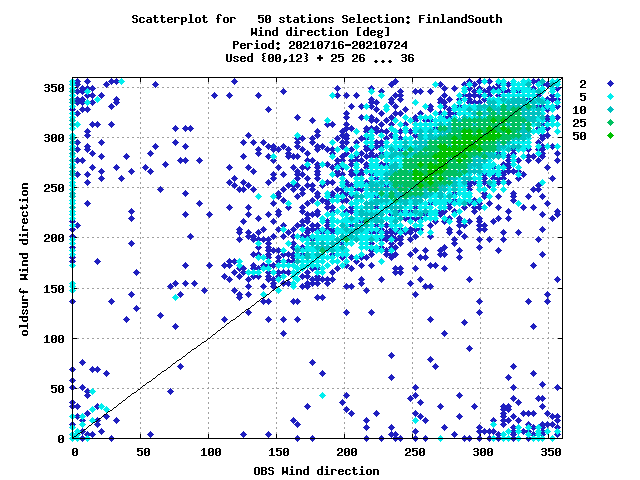 Scatterplot for   50 stations Selection: FinlandSouth
Wind direction [deg]
Period: 20210716-20210724
Used {00,12} + 25 26 ... 36
350
300
250
200
150
100
50
0
oldsurf Wind direction
0 50 100 150 200 250 300 350
OBS Wind direction
2
5
10
25
50